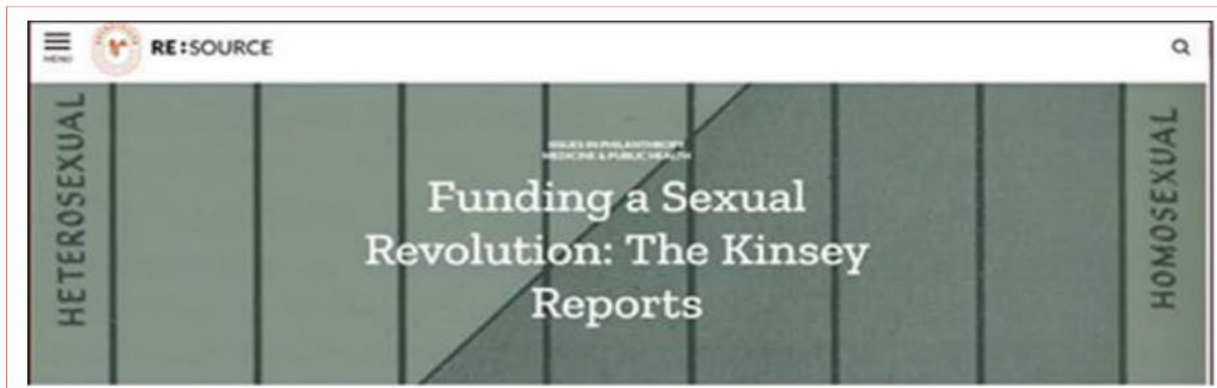 MENU
RE:SOURCE
HETEROSEXUAL
ISSUES IN PHILANTHROPY
MEDICINE & PUBLIC HEALTH
Funding a Sexual
Revolution: The Kinsey
Reports
HOMOSEXUAL